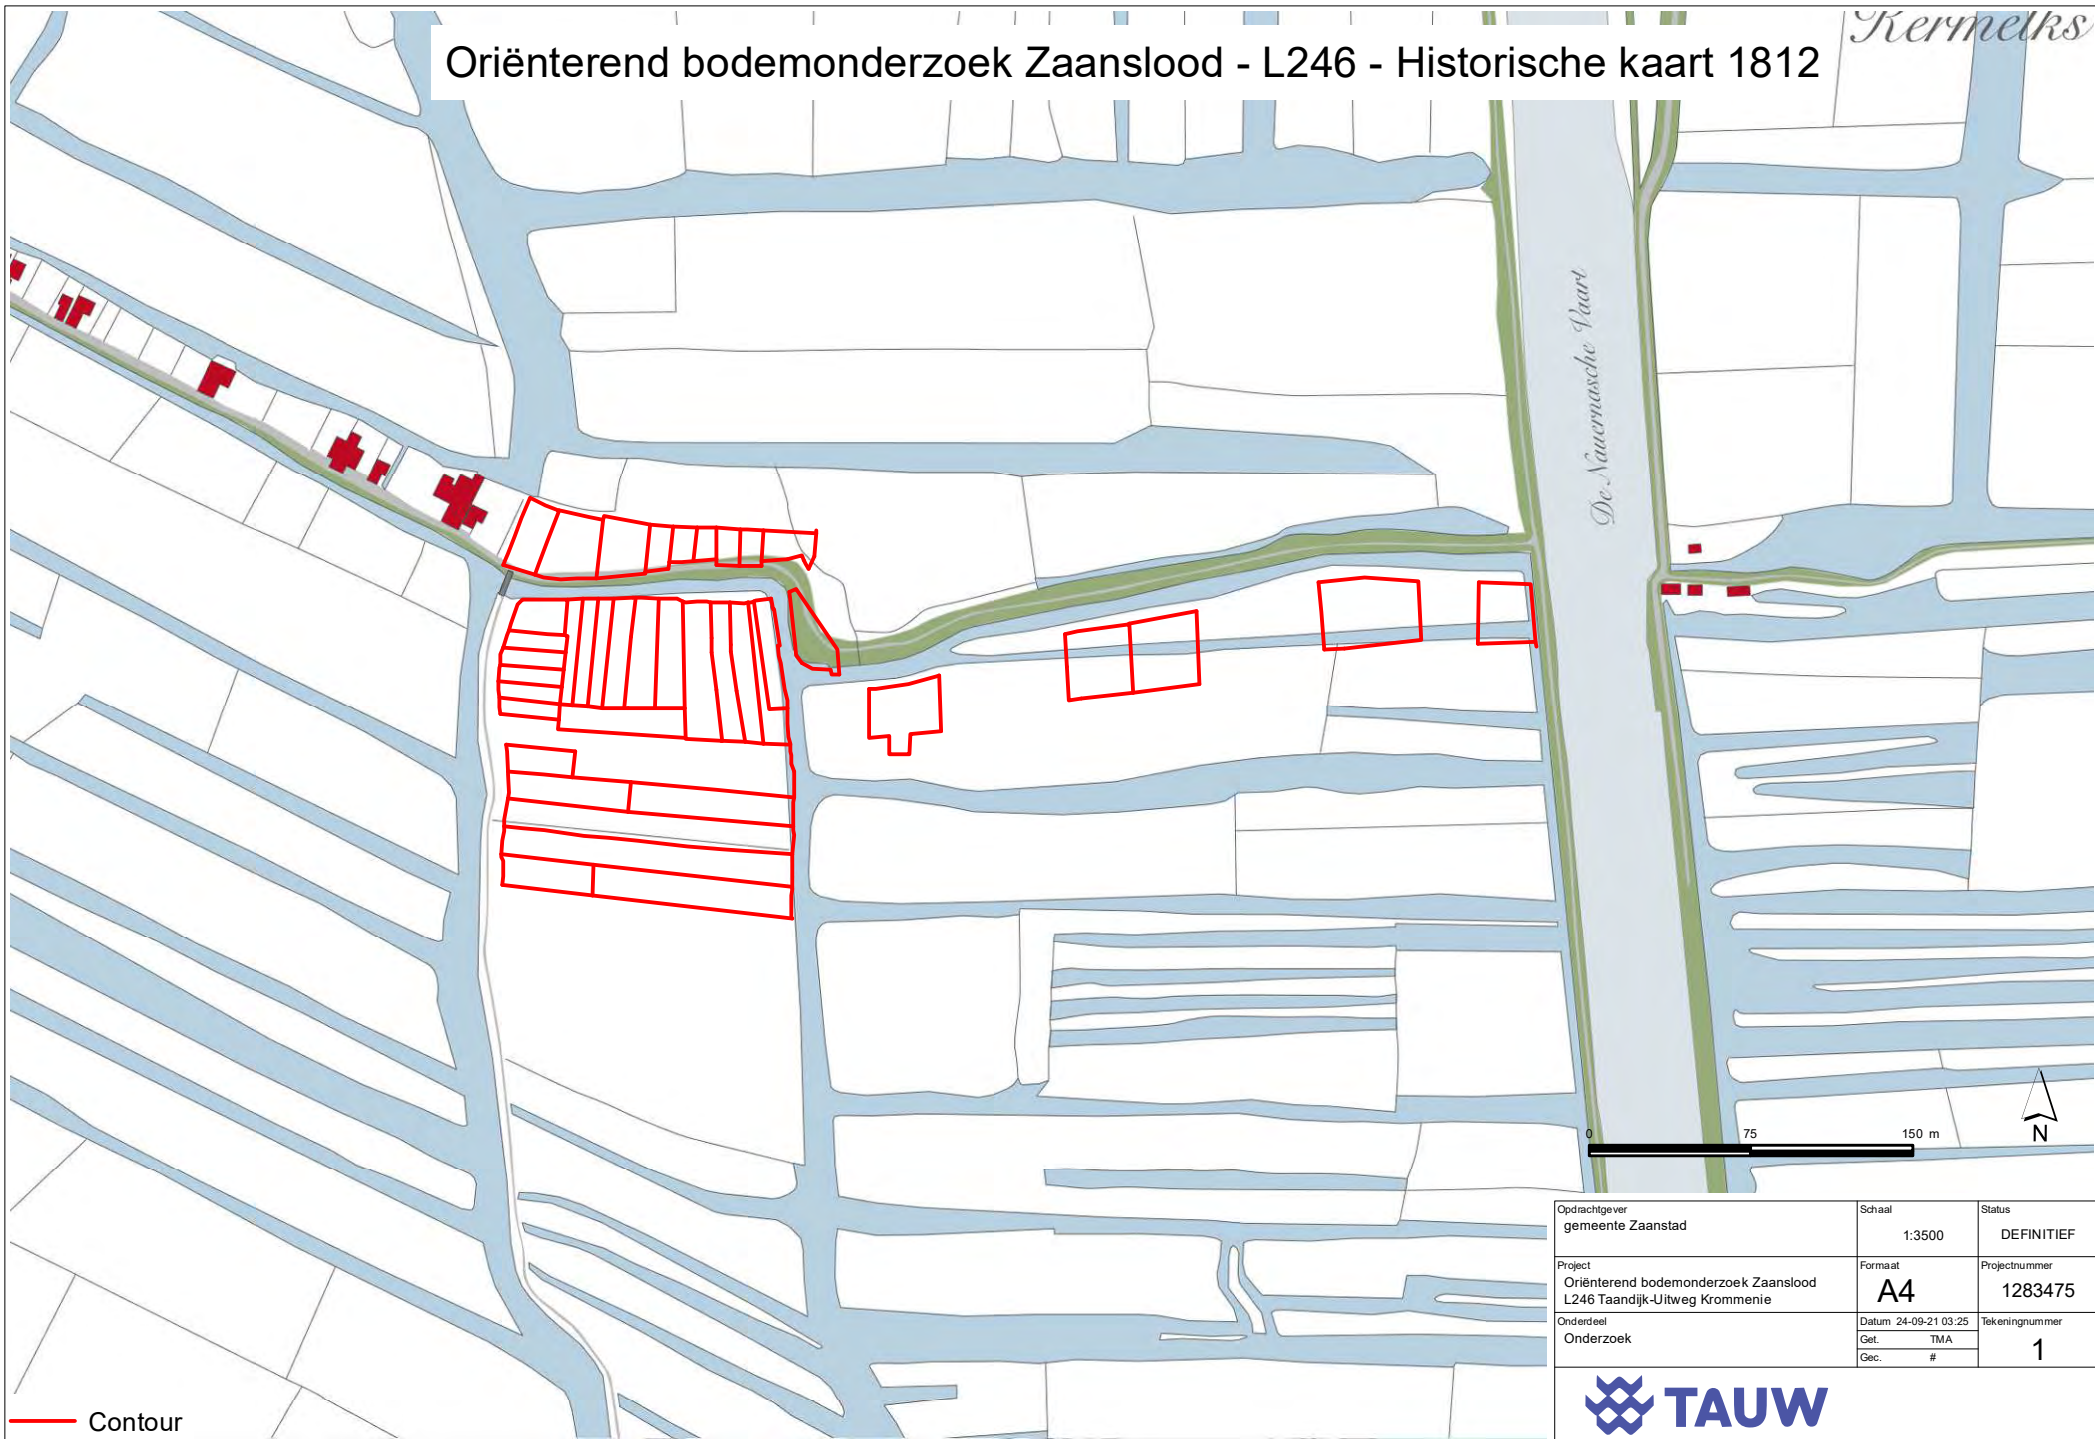 Kermelks
Oriënterend bodemonderzoek Zaanslood - L246 - Historische kaart 1812
De Nauernasche Vaart
0 75 150 m
N
Opdrachtgever
gemeente Zaanstad
Schaal
1:3500
Status
DEFINITIEF
Project
Oriënterend bodemonderzoek Zaanslood
L246 Taandijk-Uitweg Krommenie
Formaat
A4
Projectnummer
1283475
Onderdeel
Onderzoek
Datum 24-09-21 03:25
Get. TMA
Gec. #
Tekeningnummer
1
TAUW
Contour